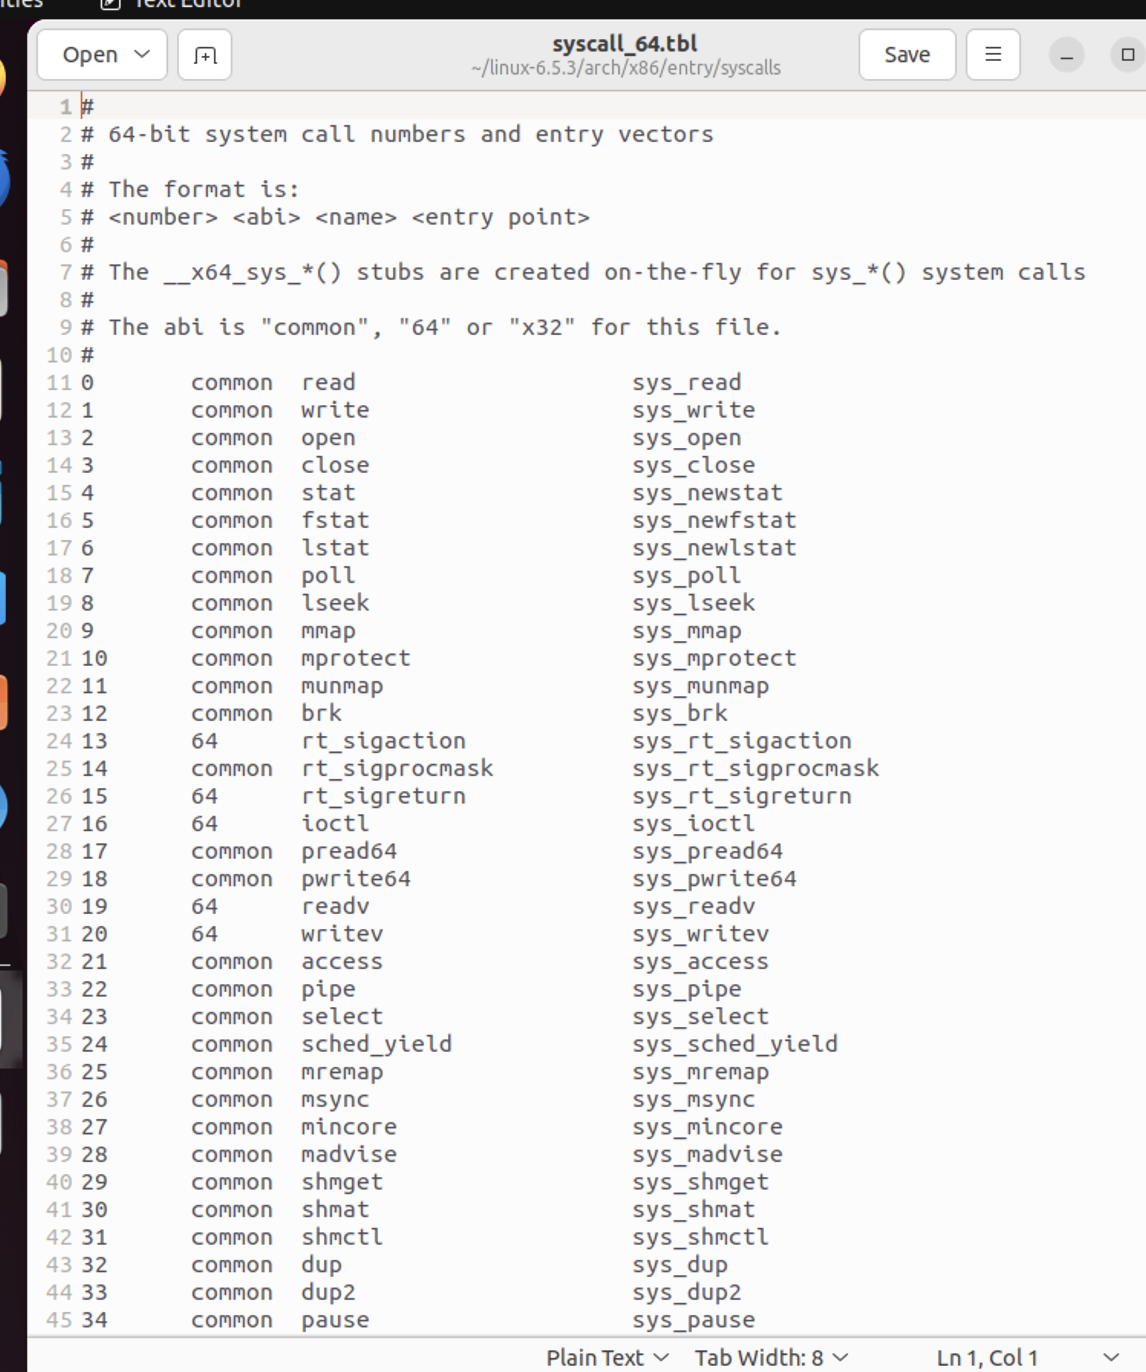 Text Editor
Open
syscall_64.tbl
~/linux-6.5.3/arch/x86/entry/syscalls
Save
1 #
2 # 64-bit system call numbers and entry vectors
3 #
4 # The format is:
5 # <number> <abi> <name> <entry point>
6 #
7 # The __x64_sys_*() stubs are created on-the-fly for sys_*() system calls
8 #
9 # The abi is "common", "64" or "x32" for this file.
10 #
11 0 common read sys_read
12 1 common write sys_write
13 2 common open sys_open
14 3 common close sys_close
15 4 common stat sys_newstat
16 5 common fstat sys_newfstat
17 6 common lstat sys_newlstat
18 7 common poll sys_poll
19 8 common lseek sys_lseek
20 9 common mmap sys_mmap
21 10 common mprotect sys_mprotect
22 11 common munmap sys_munmap
23 12 common brk sys_brk
24 13 64 rt_sigaction sys_rt_sigaction
25 14 common rt_sigprocmask sys_rt_sigprocmask
26 15 64 rt_sigreturn sys_rt_sigreturn
27 16 64 ioctl sys_ioctl
28 17 common pread64 sys_pread64
29 18 common pwrite64 sys_pwrite64
30 19 64 readv sys_readv
31 20 64 writev sys_writev
32 21 common access sys_access
33 22 common pipe sys_pipe
34 23 common select sys_select
35 24 common sched_yield sys_sched_yield
36 25 common mremap sys_mremap
37 26 common msync sys_msync
38 27 common mincore sys_mincore
39 28 common madvise sys_madvise
40 29 common shmget sys_shmget
41 30 common shmat sys_shmat
42 31 common shmctl sys_shmctl
43 32 common dup sys_dup
44 33 common dup2 sys_dup2
45 34 common pause sys_pause
Plain Text Tab Width: 8 Ln 1, Col 1